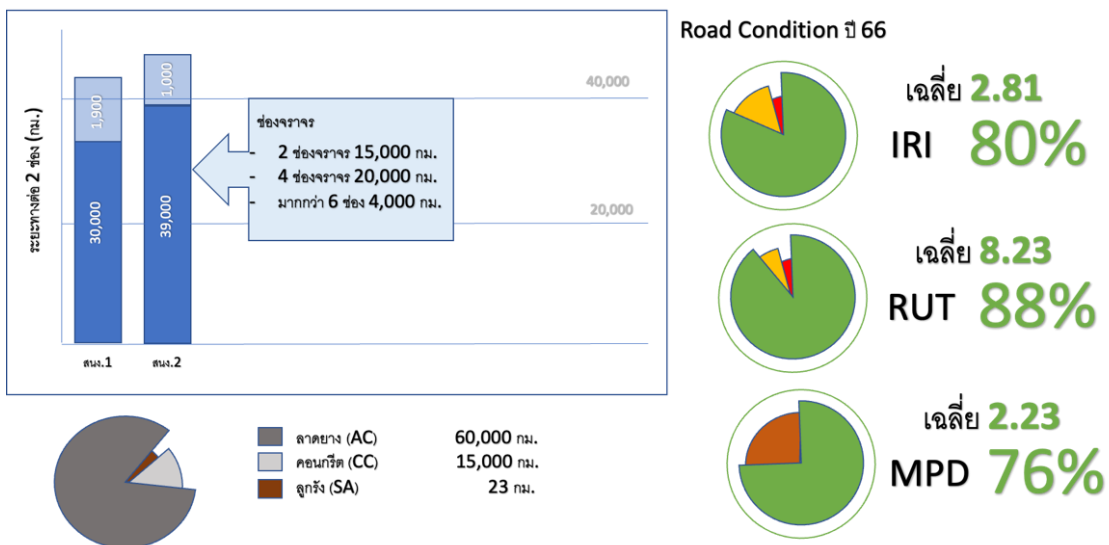 ระยะทางต่อ 2 ช่อง (กม.)
40,000
20,000
1,900
30,000
1,000
39,000
สนง.1
สนง.2
ช่องจราจร
- 2 ช่องจราจร 15,000 กม.
- 4 ช่องจราจร 20,000 กม.
- มากกว่า 6 ช่อง 4,000 กม.
ลาดยาง (AC) 60,000 กม.
คอนกรีต (CC) 15,000 กม.
ลูกรัง (SA) 23 กม.
Road Condition ปี 66
เฉลี่ย 2.81
IRI 80%
เฉลี่ย 8.23
RUT 88%
เฉลี่ย 2.23
MPD 76%